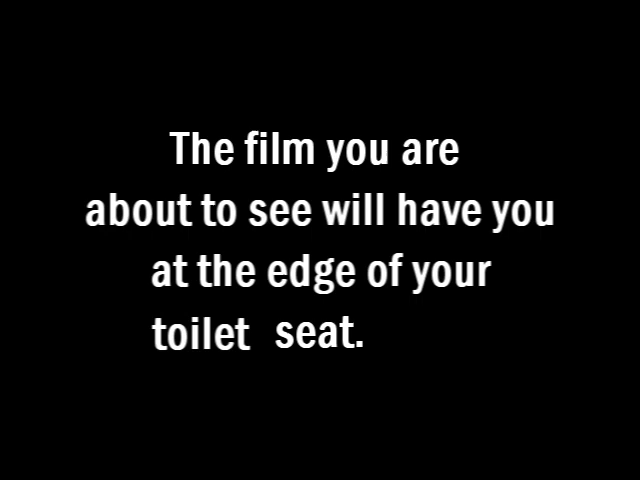 The film you are
about to see will have you
at the edge of your
toilet seat.